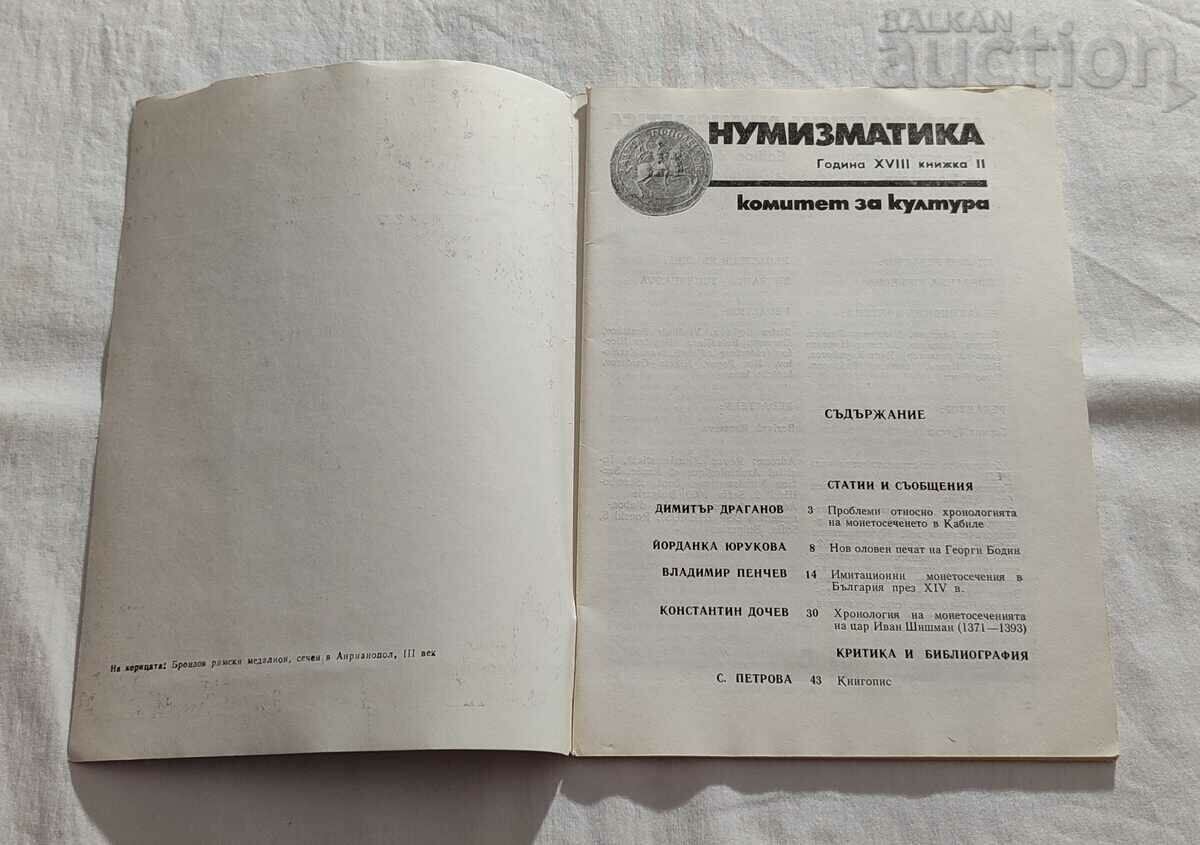 BALKAN
auction
На корицата: Бронзов римски медалион, сечен в Анрианопол, III век
НУМИЗМАТИКА
Година XVIII книжка II
комитет за култура
СЪДЪРЖАНИЕ
СТАТИИ И СЪОБЩЕНИЯ
ДИМИТЪР ДРАГАНОВ 3 Проблеми относно хронологията
на монетосеченето в Кабиле
ЙОРДАНКА ЮРУКОВА 8 Нов оловен печат на Георги Бодин
ВЛАДИМИР ПЕНЧЕВ 14 Имитационни монетосечения в
България през XIV в.
КОНСТАНТИН ДОЧЕВ 30 Хронология на монетосеченията
на цар Иван Шишман (1371—1393)
КРИТИКА И БИБЛИОГРАФИЯ
С. ПЕТРОВА 43 Книгопис